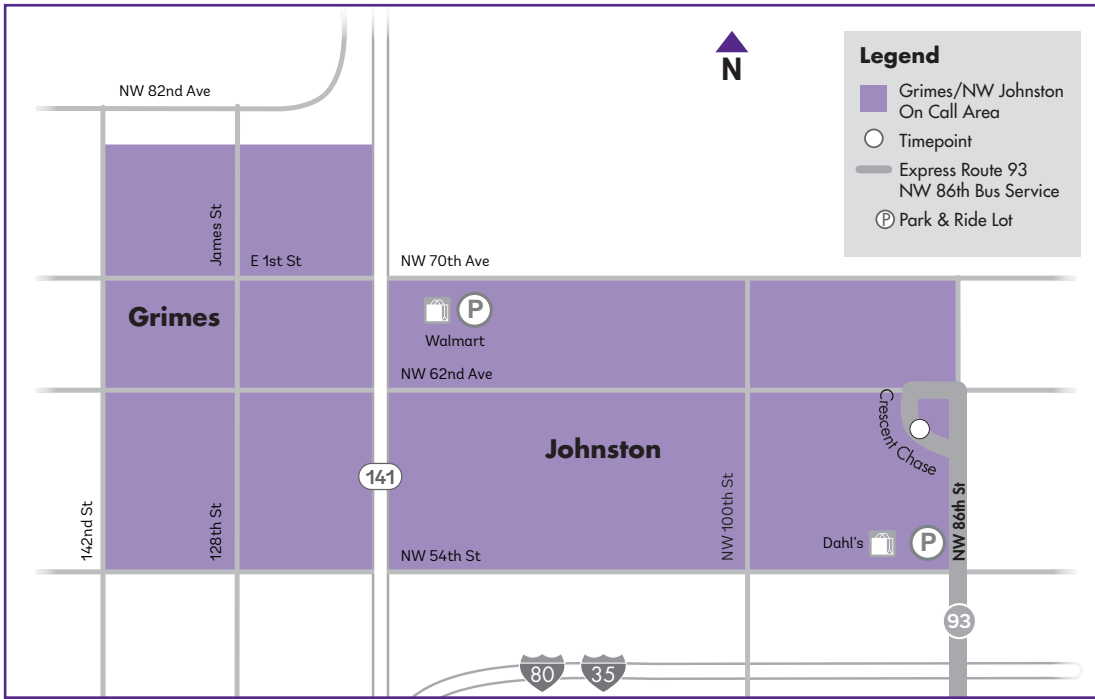 NW 82nd Ave
N
Legend
Grimes/NW Johnston
On Call Area
Timepoint
Express Route 93
NW 86th Bus Service
P Park & Ride Lot
James St
E 1st St
NW 70th Ave
Grimes
P
Walmart
NW 62nd Ave
Crescent Chase
Johnston
141
142nd St
128th St
NW 100th St
NW 86th St
NW 54th St
Dahl's
P
93
80
35